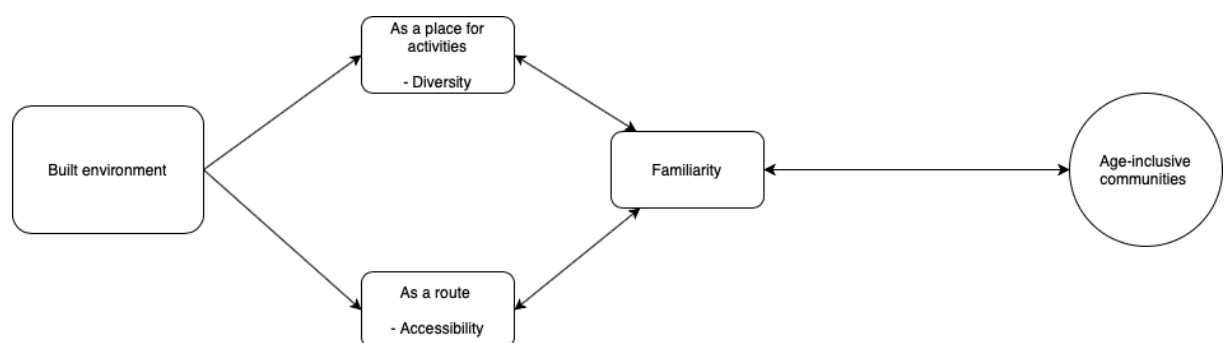 Built environment
As a place for
activities
- Diversity
As a route
- Accessibility
Familiarity
Age-inclusive
communities